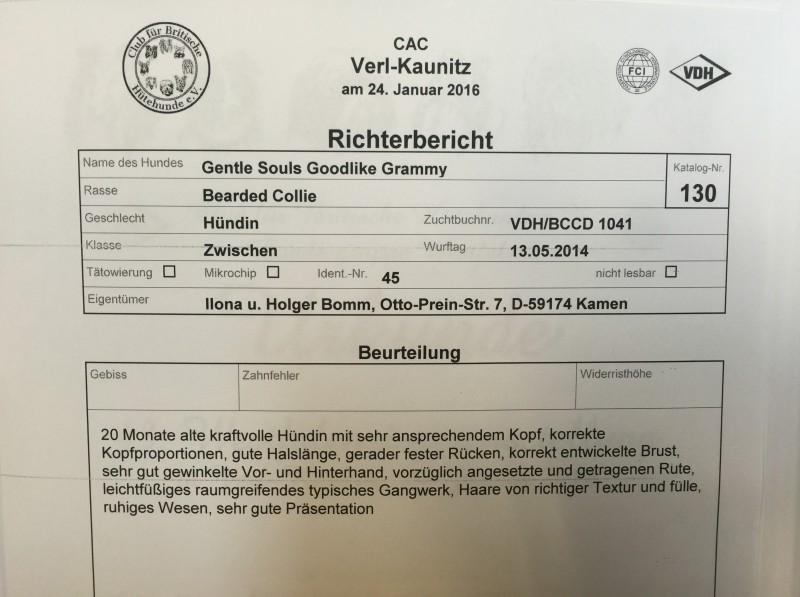 Club für Britische
Hütehunde e.V.
CAC
Verl-Kaunitz
am 24. Januar 2016
FCI
VDH
Richterbericht
Name des Hundes Gentle Souls Goodlike Grammy Katalog-Nr.
Rasse Bearded Collie 130
Geschlecht Hündin Zuchtbuchnr. VDH/BCCD 1041
Klasse Zwischen Wurftag 13.05.2014
Tätowierung Mikrochip Ident.-Nr. 45 nicht lesbar
Eigentümer Ilona u. Holger Bomm, Otto-Prein-Str. 7, D-59174 Kamen
Beurteilung
Gebiss Zahnfehler Widerristhöhe
20 Monate alte kraftvolle Hündin mit sehr ansprechendem Kopf, korrekte
Kopfproportionen, gute Halslänge, gerader fester Rücken, korrekt entwickelte Brust,
sehr gut gewinkelte Vor- und Hinterhand, vorzüglich angesetzte und getragenen Rute,
leichtfüßiges raumgreifendes typisches Gangwerk, Haare von richtiger Textur und fülle,
ruhiges Wesen, sehr gute Präsentation